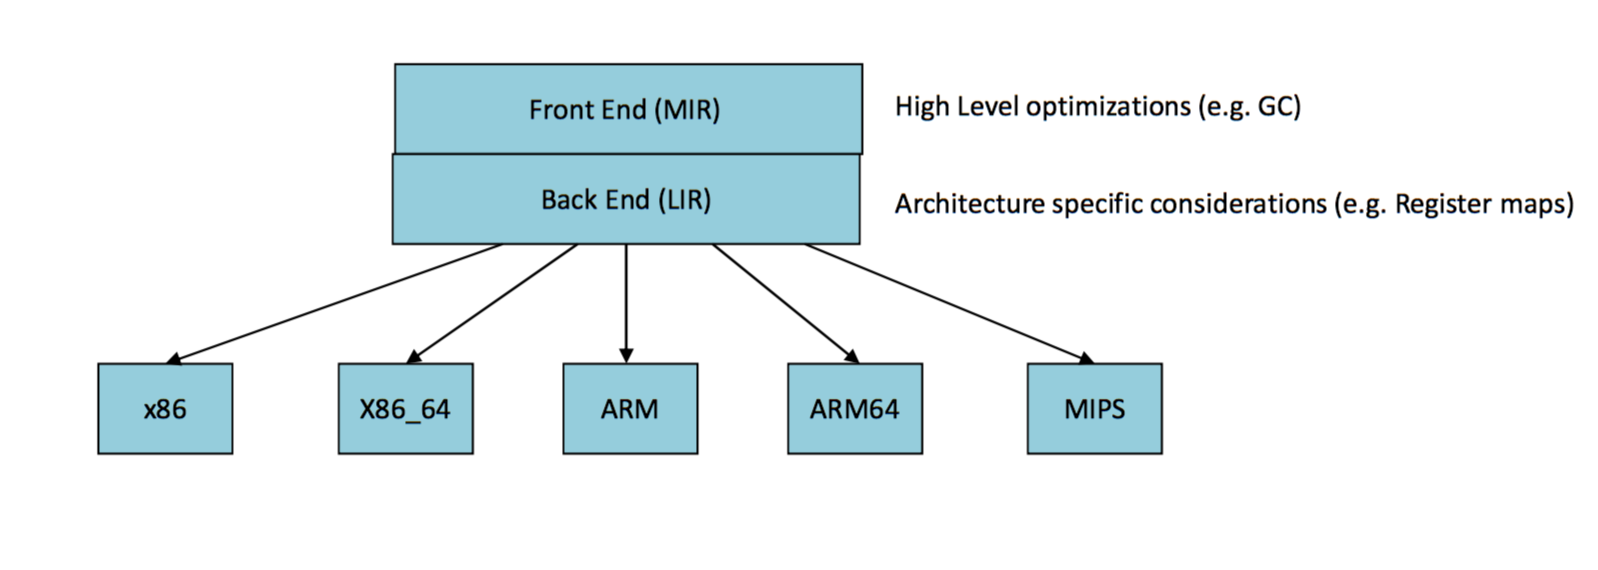 Front End (MIR)
High Level optimizations (e.g. GC)
Back End (LIR)
Architecture specific considerations (e.g. Register maps)
x86
X86_64
ARM
ARM64
MIPS